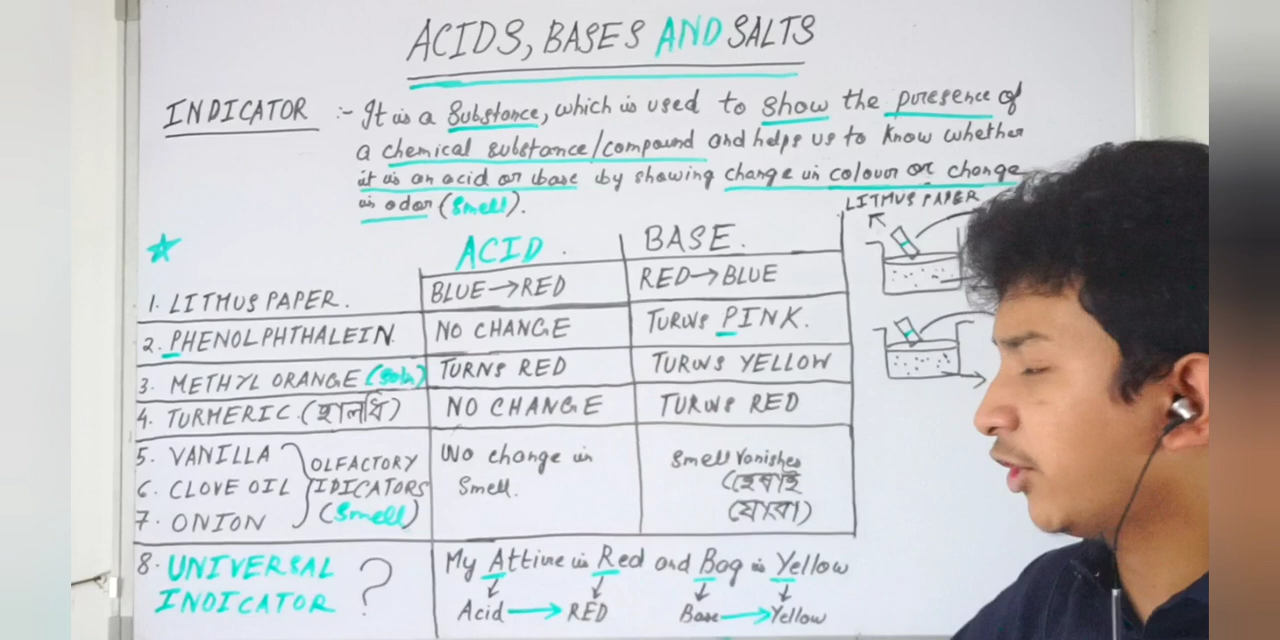 ACIDS, BASES AND SALTS
INDICATOR :- It is a Substance, which is used to show the presence of
a chemical substance/compound and helps us to know whether
it is an acid or base by showing change in colour or change
in odor (Smell).
LITMUS PAPER
ACID BASE.
1. LITMUS PAPER. BLUE→RED RED→BLUE
2. PHENOLPHTHALEIN. NO CHANGE TURNS PINK.
3. METHYL ORANGE (Soln) TURNS RED TURNS YELLOW
4. TURMERIC (হালধি) NO CHANGE TURNS RED
5. VANILLA
6. CLOVE OIL
7. ONION
OLFACTORY
IDICATORS
(Smell)
No change in
Smell.
Smell Vanishes
(হেৰাই
যোৱা)
8. UNIVERSAL
INDICATOR ?
My Attire is Red and Bag is Yellow
Acid → RED Base → Yellow